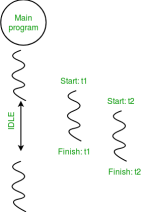 Main
program
Start: t1
Start: t2
IDLE
Finish: t1
Finish: t2